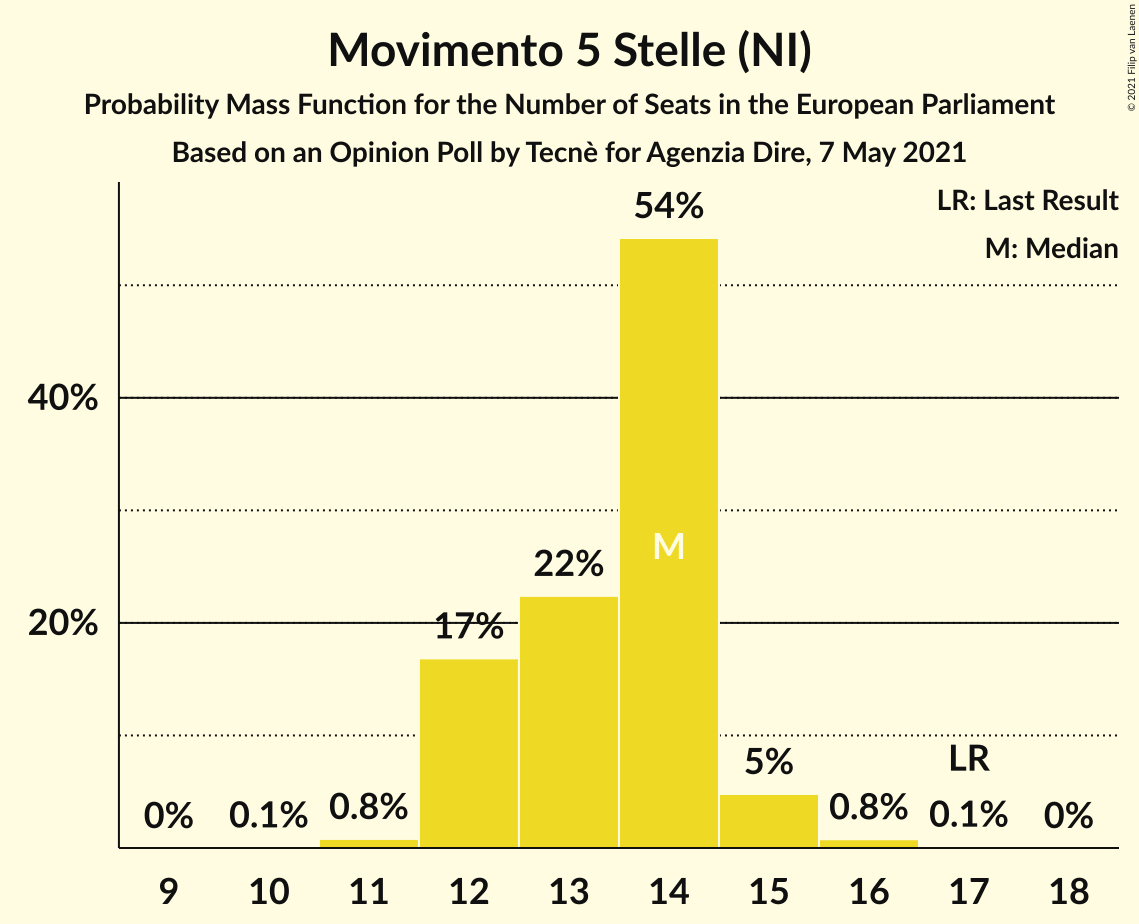 Movimento 5 Stelle (NI)
Probability Mass Function for the Number of Seats in the European Parliament
Based on an Opinion Poll by Tecnè for Agenzia Dire, 7 May 2021
© 2021 Filip van Laenen
LR: Last Result
M: Median
54%
40%
M
22%
20%
17%
5%
LR
0%
0.1%
0.8%
0.8%
0.1%
0%
9 10 11 12 13 14 15 16 17 18